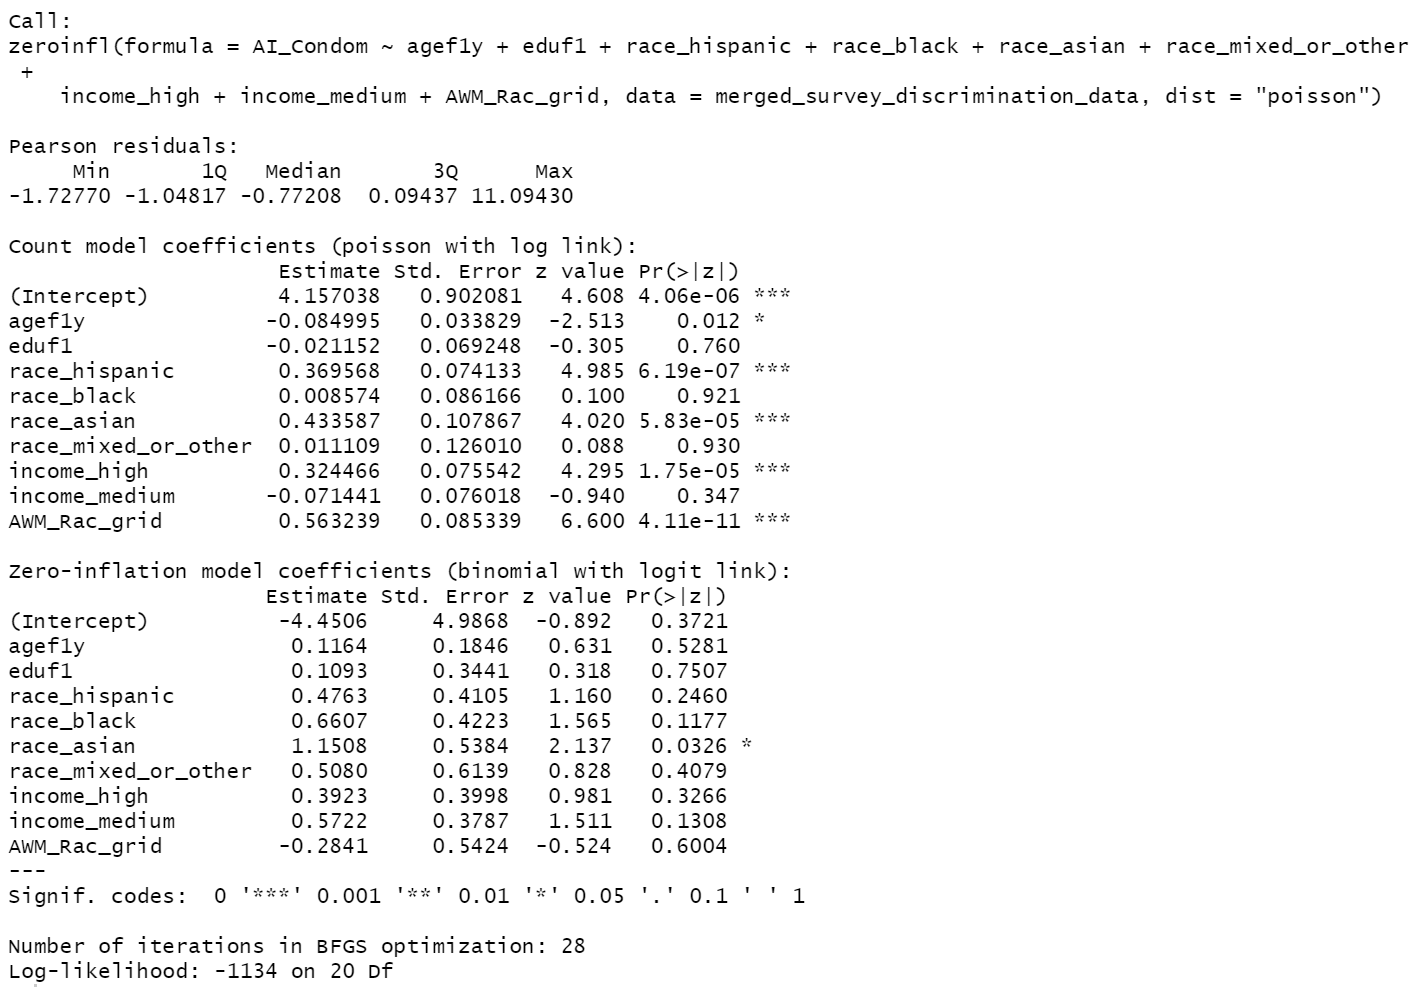 Call:
zeroinfl(formula = AI_Condom ~ agef1y + eduf1 + race_hispanic + race_black + race_asian + race_mixed_or_other
 +
    income_high + income_medium + AWM_Rac_grid, data = merged_survey_discrimination_data, dist = "poisson")

Pearson residuals:
     Min       1Q   Median       3Q      Max
-1.72770 -1.04817 -0.77208  0.09437 11.09430

Count model coefficients (poisson with log link):
                     Estimate Std. Error z value Pr(>|z|)
(Intercept)          4.157038   0.902081   4.608 4.06e-06 ***
agef1y              -0.084995   0.033829  -2.513    0.012 *
eduf1               -0.021152   0.069248  -0.305    0.760
race_hispanic        0.369568   0.074133   4.985 6.19e-07 ***
race_black           0.008574   0.086166   0.100    0.921
race_asian           0.433587   0.107867   4.020 5.83e-05 ***
race_mixed_or_other  0.011109   0.126010   0.088    0.930
income_high          0.324466   0.075542   4.295 1.75e-05 ***
income_medium       -0.071441   0.076018  -0.940    0.347
AWM_Rac_grid         0.563239   0.085339   6.600 4.11e-11 ***

Zero-inflation model coefficients (binomial with logit link):
                    Estimate Std. Error z value Pr(>|z|)
(Intercept)          -4.4506     4.9868  -0.892   0.3721
agef1y                0.1164     0.1846   0.631   0.5281
eduf1                 0.1093     0.3441   0.318   0.7507
race_hispanic         0.4763     0.4105   1.160   0.2460
race_black            0.6607     0.4223   1.565   0.1177
race_asian            1.1508     0.5384   2.137   0.0326 *
race_mixed_or_other   0.5080     0.6139   0.828   0.4079
income_high           0.3923     0.3998   0.981   0.3266
income_medium         0.5722     0.3787   1.511   0.1308
AWM_Rac_grid         -0.2841     0.5424  -0.524   0.6004
---
Signif. codes:  0 '***' 0.001 '**' 0.01 '*' 0.05 '.' 0.1 ' ' 1

Number of iterations in BFGS optimization: 28
Log-likelihood: -1134 on 20 Df